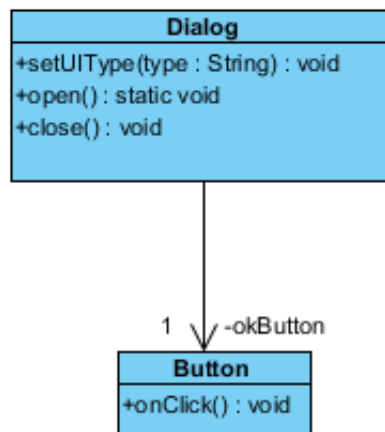 Dialog
+setUIType(type : String) : void
+open() : static void
+close() : void
1 -okButton
Button
+onClick() : void